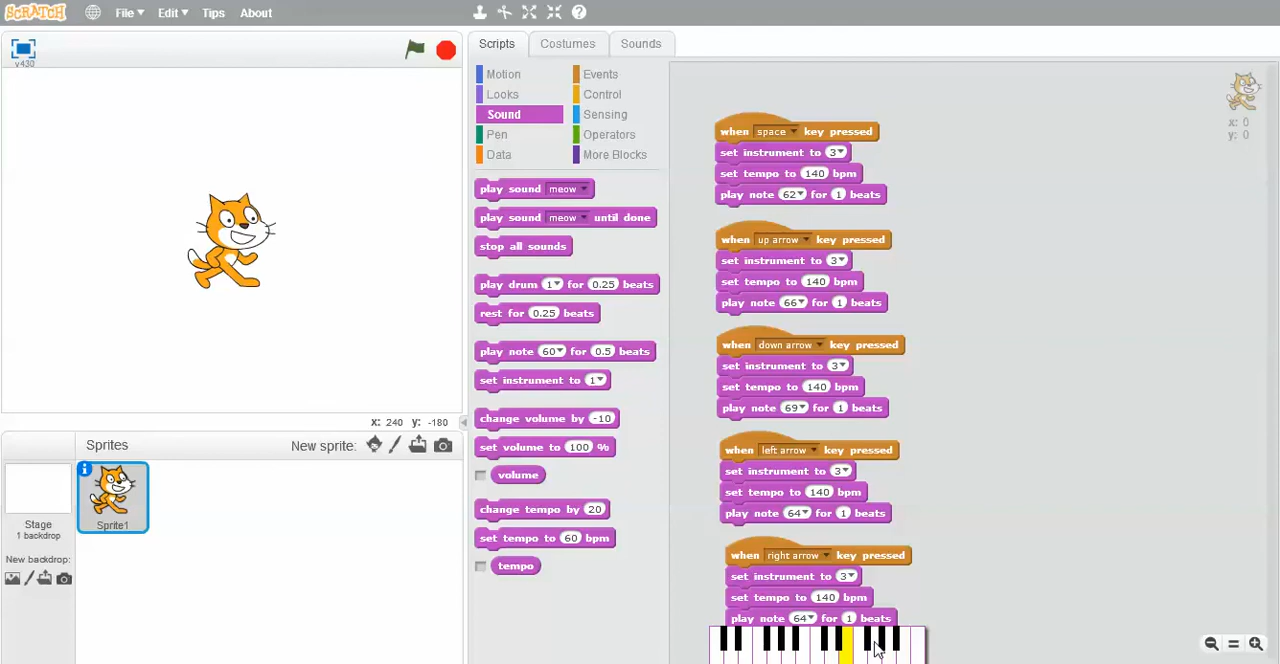 SCRATCH File Edit Tips About
v430
Scripts Costumes Sounds
Motion Events
Looks Control
Sound Sensing
Pen Operators
Data More Blocks
play sound meow
play sound meow until done
stop all sounds
play drum 1 for 0.25 beats
rest for 0.25 beats
play note 60 for 0.5 beats
set instrument to 1
change volume by -10
set volume to 100 %
volume
change tempo by 20
set tempo to 60 bpm
tempo
x: 0
y: 0
when space key pressed
set instrument to 3
set tempo to 140 bpm
play note 62 for 1 beats
when up arrow key pressed
set instrument to 3
set tempo to 140 bpm
play note 66 for 1 beats
when down arrow key pressed
set instrument to 3
set tempo to 140 bpm
play note 69 for 1 beats
when left arrow key pressed
set instrument to 3
set tempo to 140 bpm
play note 64 for 1 beats
when right arrow key pressed
set instrument to 3
set tempo to 140 bpm
play note 64 for 1 beats
x: 240 y: -180
Sprites New sprite:
Sprite1
Stage
1 backdrop
New backdrop: